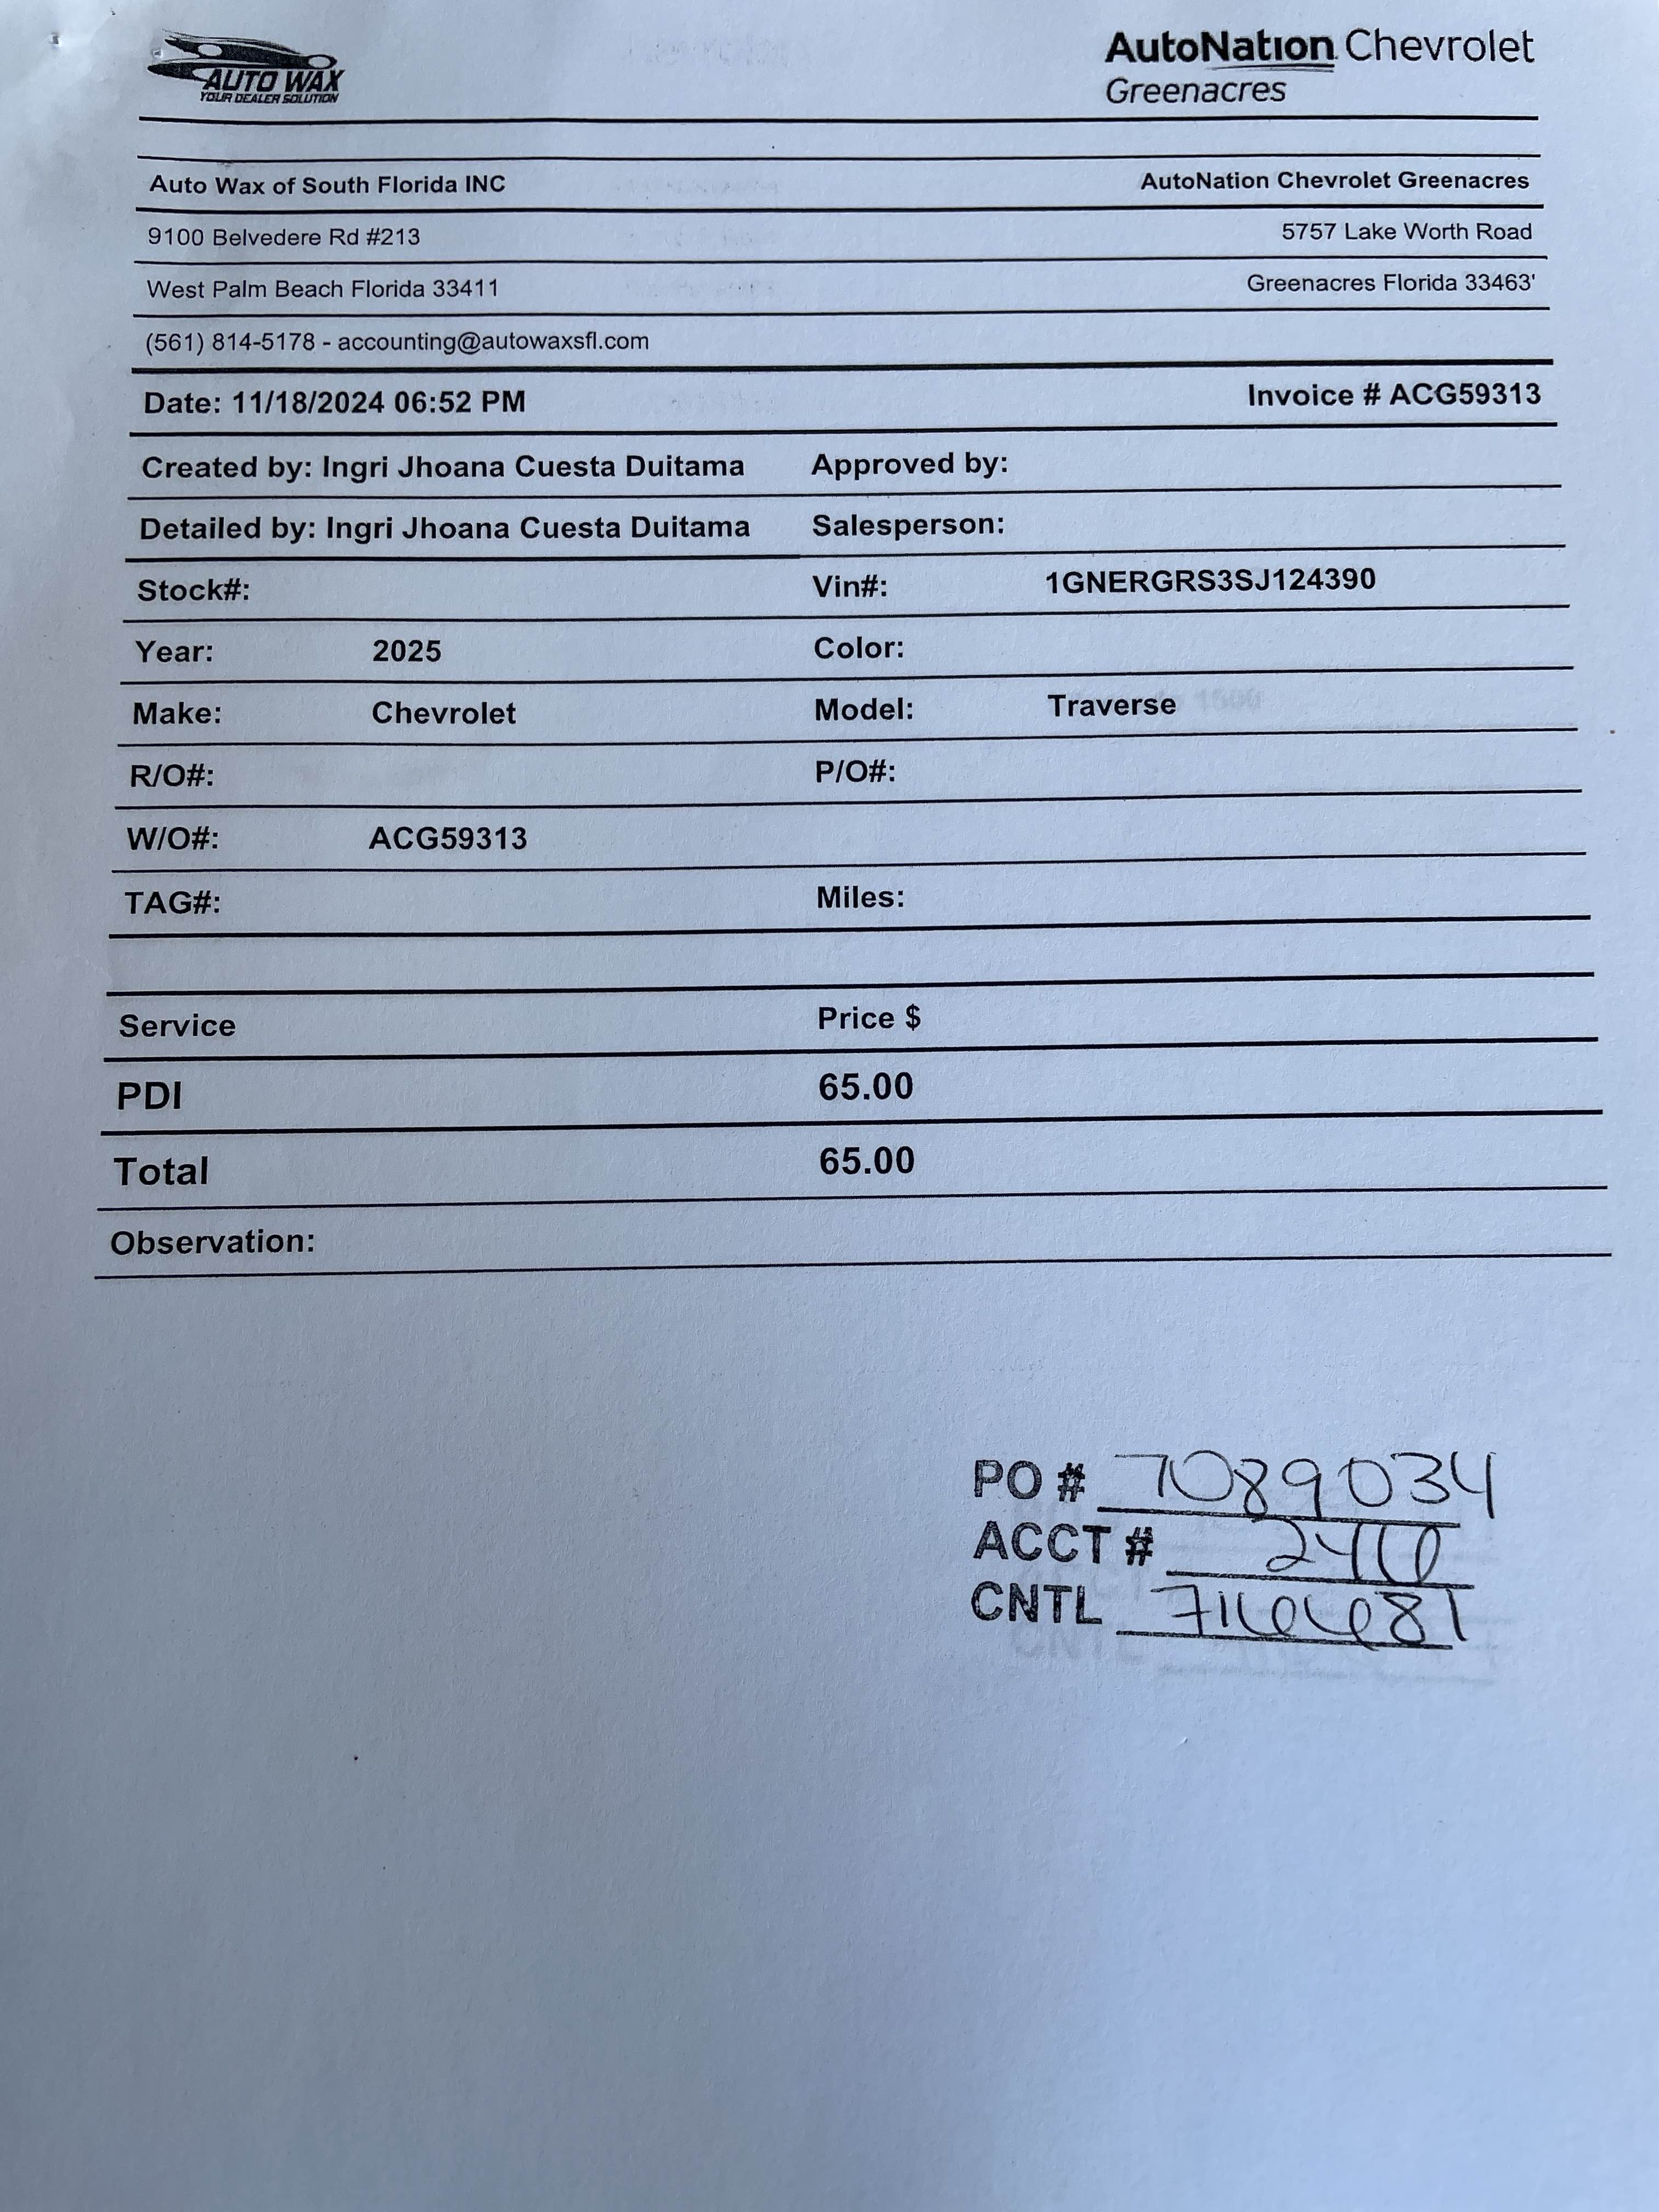 AUTO WAX
YOUR DEALER SOLUTION
AutoNation Chevrolet
Greenacres
Auto Wax of South Florida INC AutoNation Chevrolet Greenacres
9100 Belvedere Rd #213 5757 Lake Worth Road
West Palm Beach Florida 33411 Greenacres Florida 33463'
(561) 814-5178 - accounting@autowaxsfl.com
Date: 11/18/2024 06:52 PM Invoice # ACG59313
Created by: Ingri Jhoana Cuesta Duitama Approved by:
Detailed by: Ingri Jhoana Cuesta Duitama Salesperson:
Stock#: Vin#: 1GNERGRS3SJ124390
Year: 2025 Color:
Make: Chevrolet Model: Traverse
R/O#: P/O#:
W/O#: ACG59313
TAG#: Miles:
Service Price $
PDI 65.00
Total 65.00
Observation:
PO # 7089034
ACCT #
CNTL 7166681